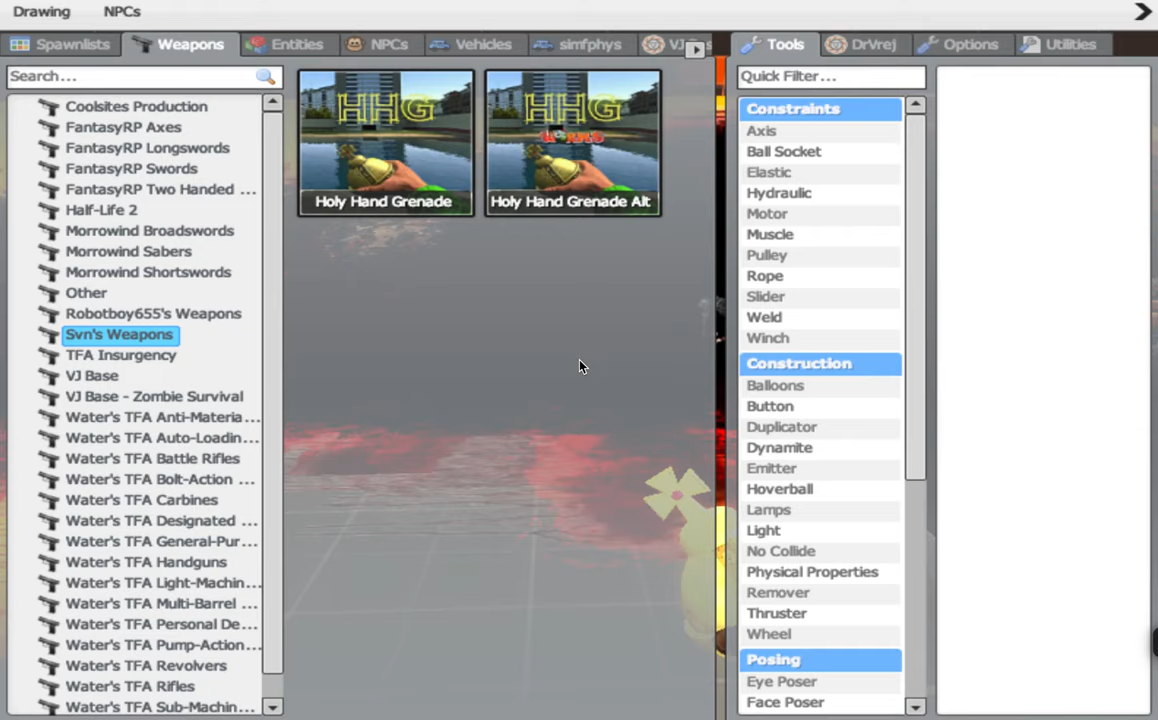 Drawing NPCs
Spawnlists Weapons Entities NPCs Vehicles simfphys
Tools DrVrej Options Utilities
Search...
Coolsites Production
FantasyRP Axes
FantasyRP Longswords
FantasyRP Swords
FantasyRP Two Handed ...
Half-Life 2
Morrowind Broadswords
Morrowind Sabers
Morrowind Shortswords
Other
Robotboy655's Weapons
Svn's Weapons
TFA Insurgency
VJ Base
VJ Base - Zombie Survival
Water's TFA Anti-Materia...
Water's TFA Auto-Loadin...
Water's TFA Battle Rifles
Water's TFA Bolt-Action ...
Water's TFA Carbines
Water's TFA Designated ...
Water's TFA General-Pur...
Water's TFA Handguns
Water's TFA Light-Machin...
Water's TFA Multi-Barrel ...
Water's TFA Personal De...
Water's TFA Pump-Action...
Water's TFA Revolvers
Water's TFA Rifles
Water's TFA Sub-Machin...
HHG
Holy Hand Grenade
HHG
WORMS
Holy Hand Grenade Alt
Quick Filter...
Constraints
Axis
Ball Socket
Elastic
Hydraulic
Motor
Muscle
Pulley
Rope
Slider
Weld
Winch
Construction
Balloons
Button
Duplicator
Dynamite
Emitter
Hoverball
Lamps
Light
No Collide
Physical Properties
Remover
Thruster
Wheel
Posing
Eye Poser
Face Poser